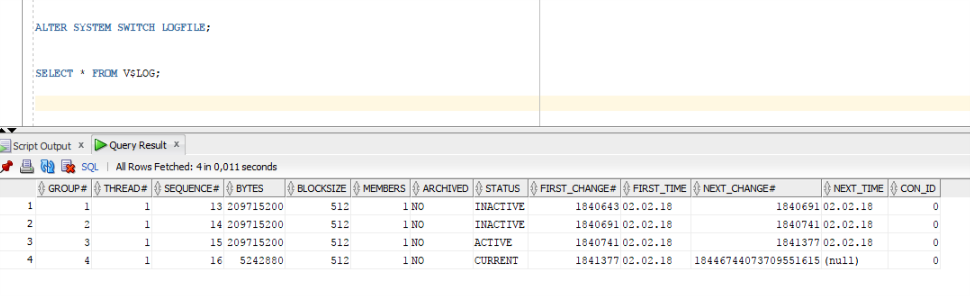 ALTER SYSTEM SWITCH LOGFILE;
SELECT * FROM V$LOG;
Script Output x Query Result x
SQL | All Rows Fetched: 4 in 0,011 seconds
GROUP# THREAD# SEQUENCE# BYTES BLOCKSIZE MEMBERS ARCHIVED STATUS FIRST_CHANGE# FIRST_TIME NEXT_CHANGE# NEXT_TIME CON_ID
1 1 1 13 209715200 512 1 NO INACTIVE 1840643 02.02.18 1840691 02.02.18 0
2 2 1 14 209715200 512 1 NO INACTIVE 1840691 02.02.18 1840741 02.02.18 0
3 3 1 15 209715200 512 1 NO ACTIVE 1840741 02.02.18 1841377 02.02.18 0
4 4 1 16 5242880 512 1 NO CURRENT 1841377 02.02.18 18446744073709551615 (null) 0